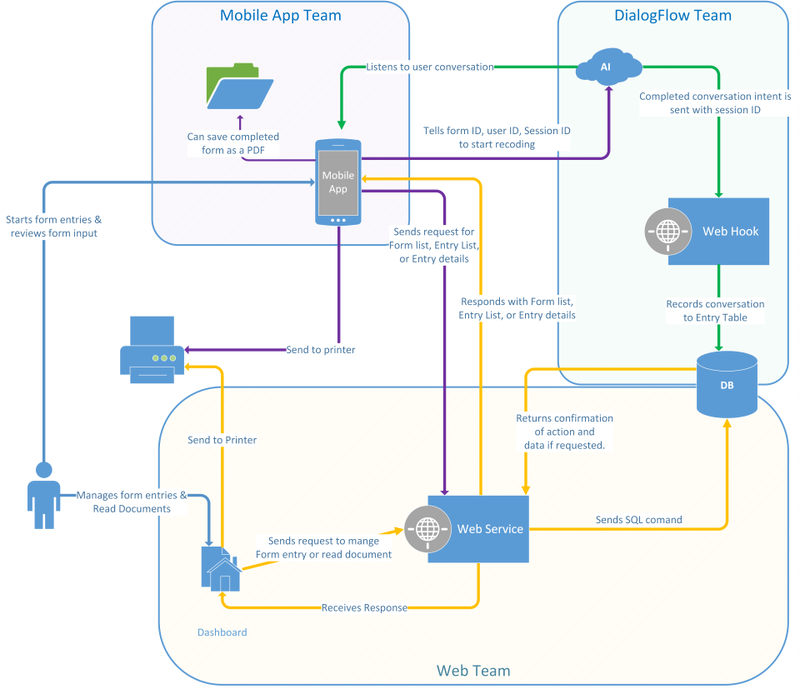 Mobile App Team
DialogFlow Team
Listens to user conversation
AI
Completed conversation intent is
sent with session ID
Can save completed
form as a PDF
Tells form ID, user ID, Session ID
to start recoding
Mobile
App
Starts form entries &
reviews form input
Sends request for
Form list, Entry List,
or Entry details
Web Hook
Responds with Form list,
Entry List, or Entry details
Records conversation
to Entry Table
Send to printer
DB
Returns confirmation
of action and
data if requested.
Send to Printer
Manages form entries &
Read Documents
Sends request to mange
Form entry or read document
Web Service
Sends SQL comand
Receives Response
Dashboard
Web Team